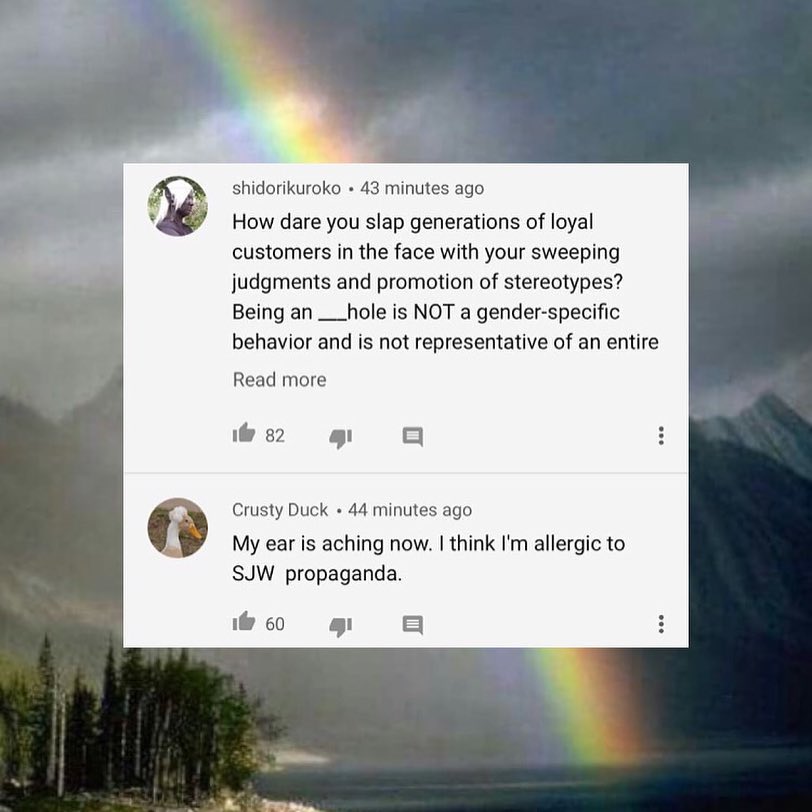 shidorikuroko • 43 minutes ago
How dare you slap generations of loyal
customers in the face with your sweeping
judgments and promotion of stereotypes?
Being an ___hole is NOT a gender-specific
behavior and is not representative of an entire
Read more
82
Crusty Duck • 44 minutes ago
My ear is aching now. I think I'm allergic to
SJW propaganda.
60